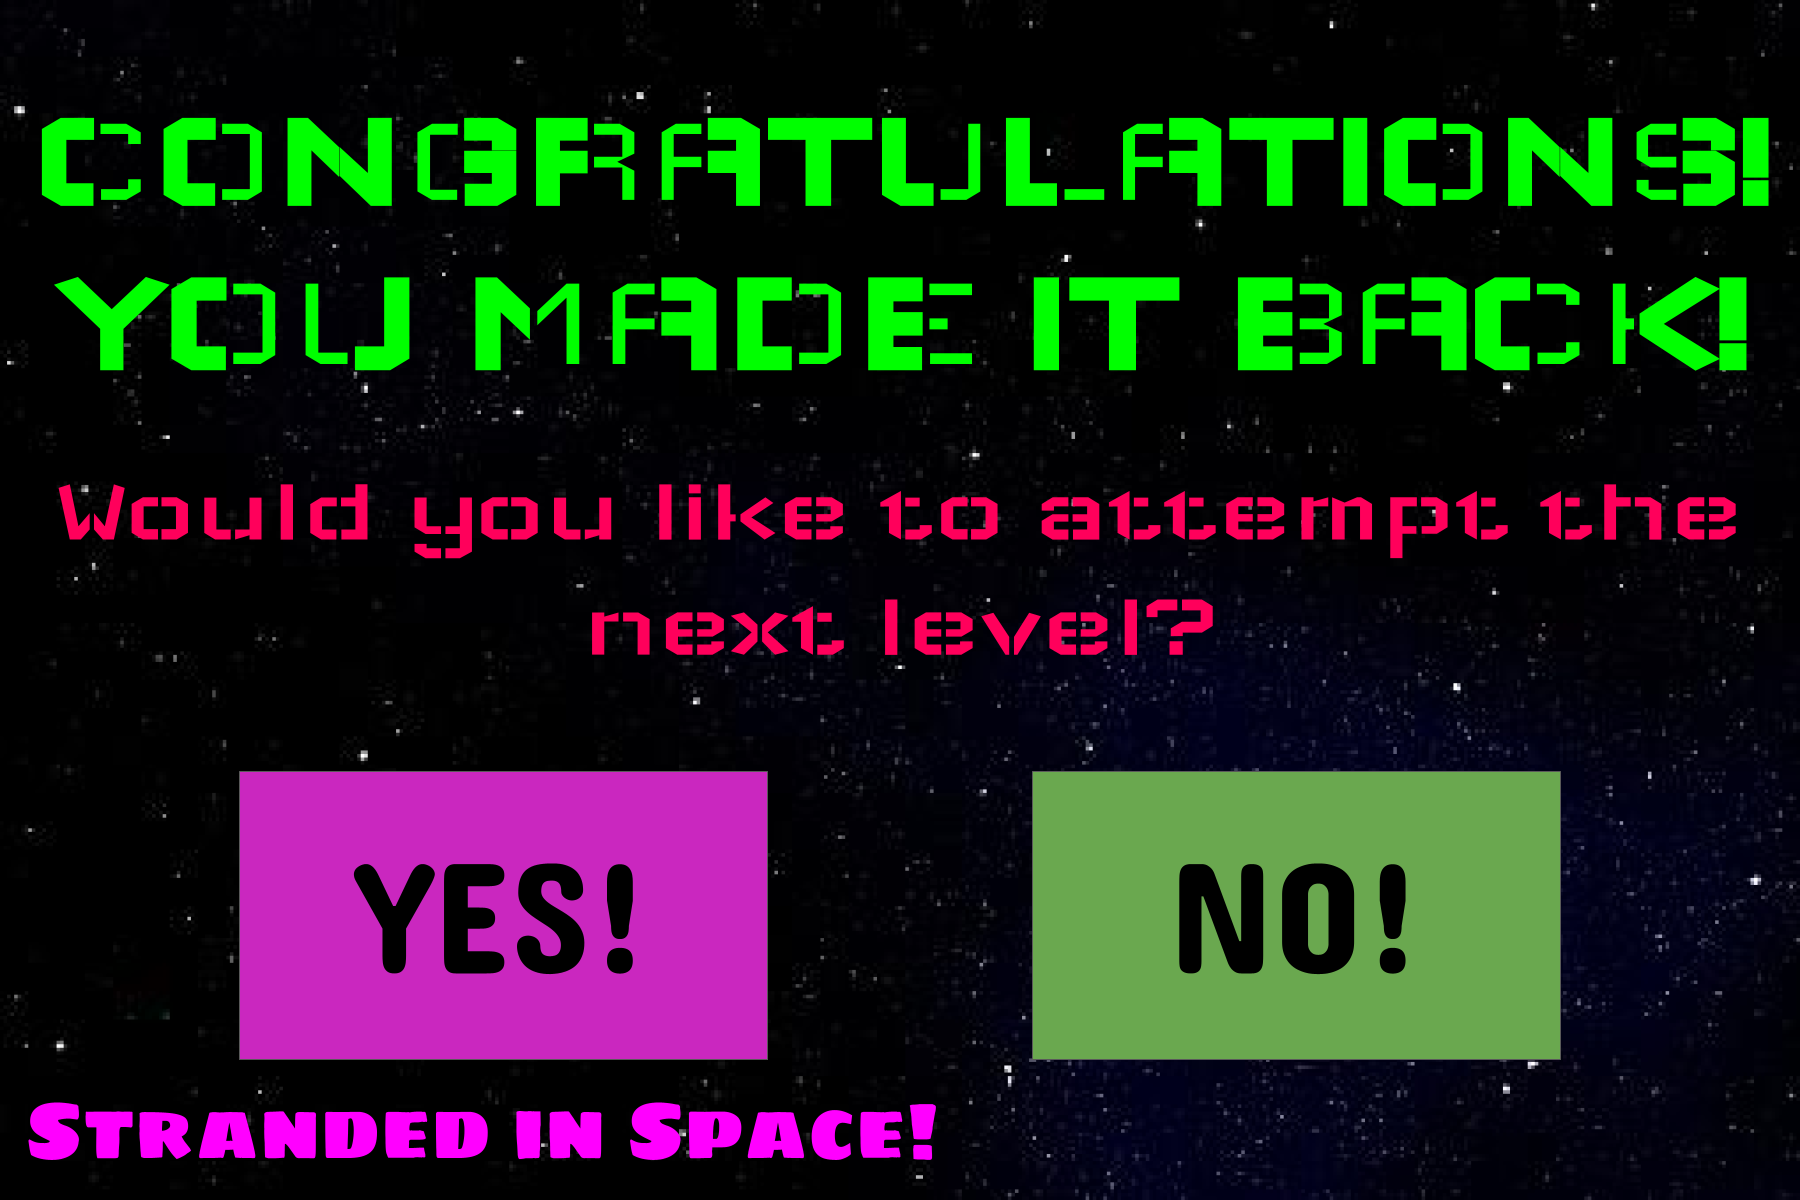 CONGRATULATIONS!
YOU MADE IT BACK!
Would you like to attempt the
next level?
YES!
NO!
STRANDED IN SPACE!